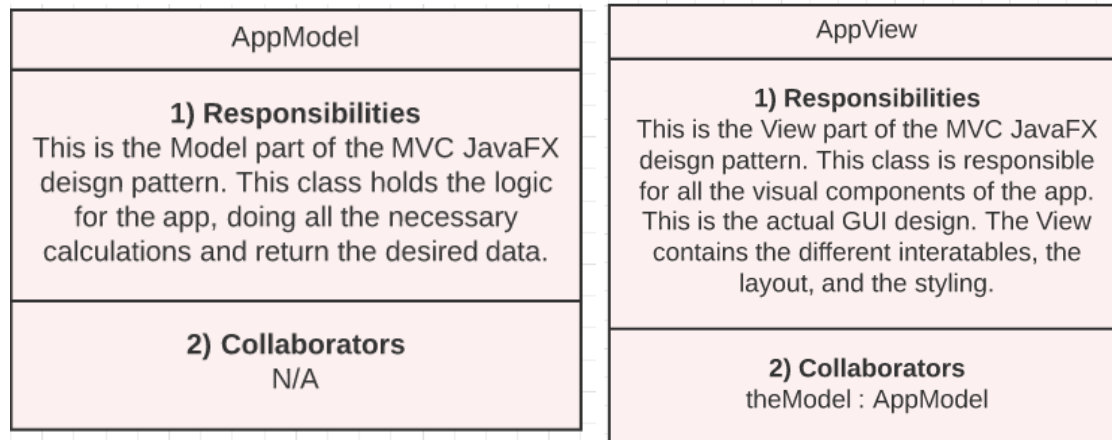 AppModel
1) Responsibilities
This is the Model part of the MVC JavaFX
deisgn pattern. This class holds the logic
for the app, doing all the necessary
calculations and return the desired data.
2) Collaborators
N/A
AppView
1) Responsibilities
This is the View part of the MVC JavaFX
deisgn pattern. This class is responsible
for all the visual components of the app.
This is the actual GUI design. The View
contains the different interatables, the
layout, and the styling.
2) Collaborators
theModel : AppModel